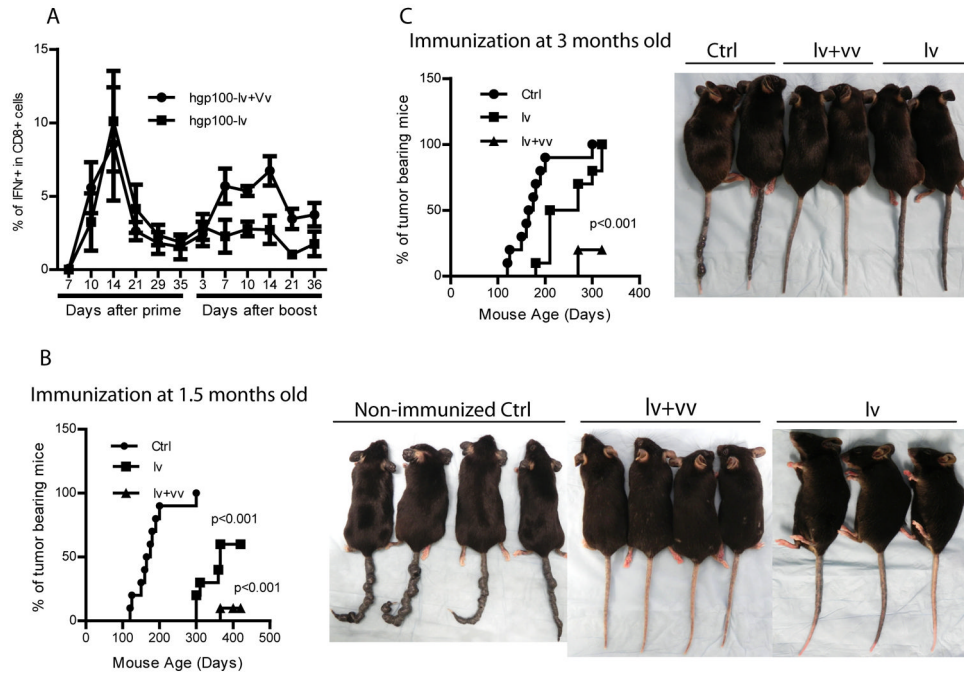 A
15
10
5
0
% of IFNr+ in CD8+ cells
hgp100-lv+Vv
hgp100-lv
7 10 14 21 29 35 3 7 10 14 21 36
Days after prime Days after boost
C
Immunization at 3 months old
150
100
50
0
% of tumor bearing mice
Ctrl
lv
lv+vv
p<0.001
0 100 200 300 400
Mouse Age (Days)
Ctrl lv+vv lv
B
Immunization at 1.5 months old
150
100
50
0
% of tumor bearing mice
Ctrl
lv
lv+vv
p<0.001
p<0.001
0 100 200 300 400 500
Mouse Age (Days)
Non-immunized Ctrl lv+vv lv